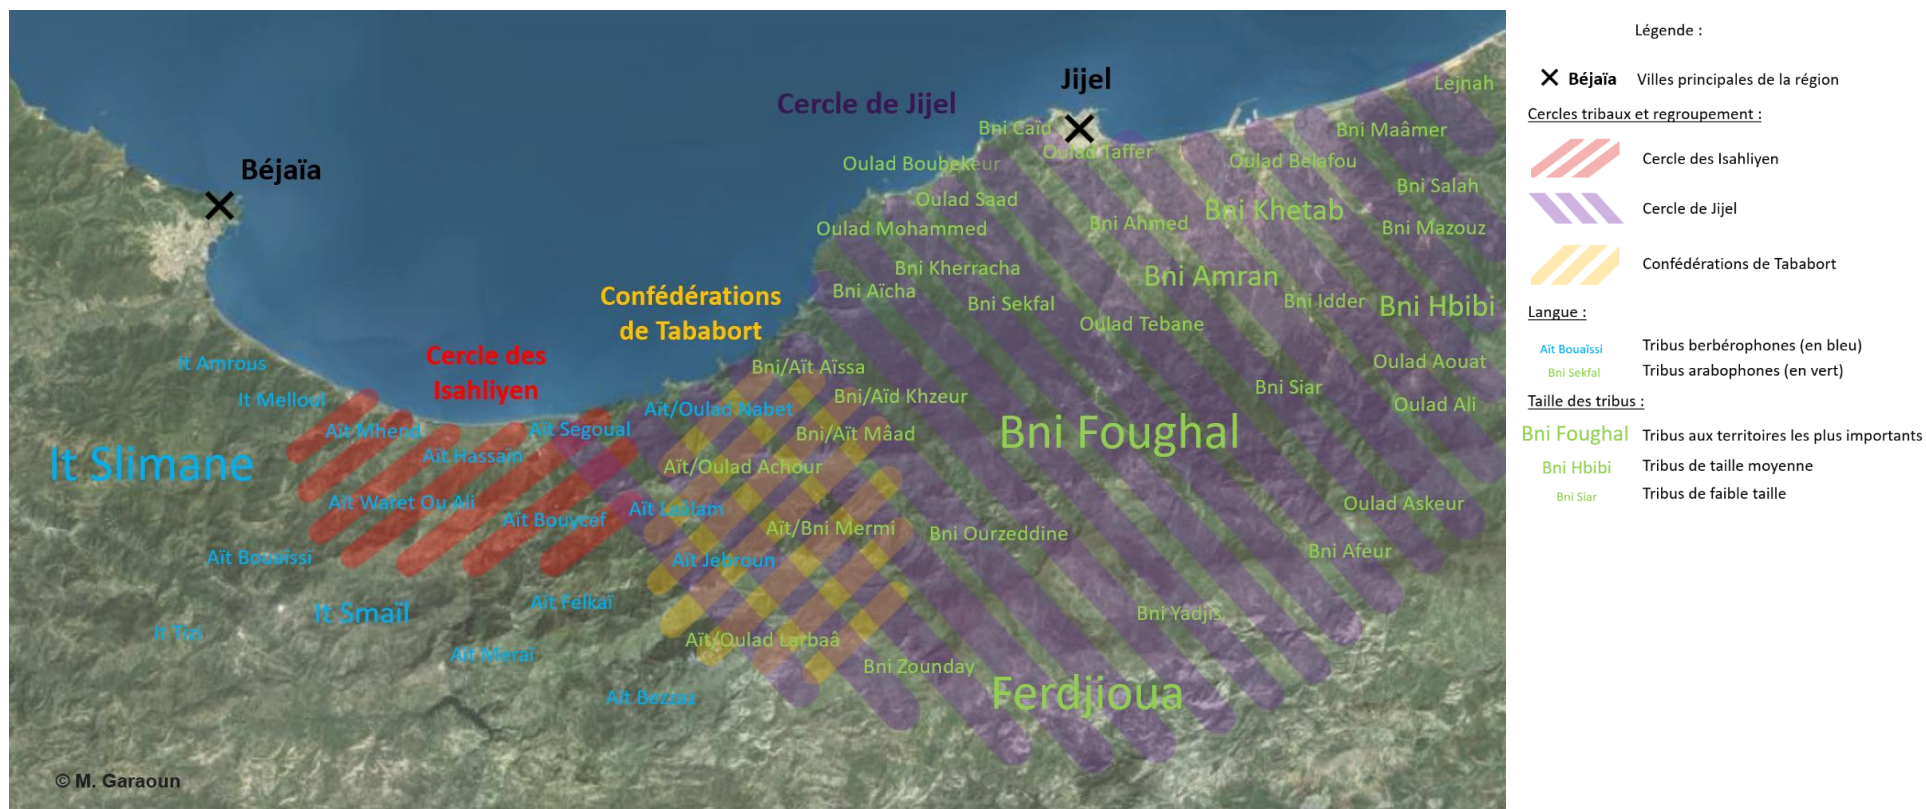 Jijel
Cercle de Jijel
Lejnah
Bni Caïd
Bni Maâmer
Oulad Taffer
Oulad Boubekeur
Oulad Belafou
Béjaïa
Bni Salah
Oulad Saad
Bni Khetab
Bni Ahmed
Oulad Mohammed
Bni Mazouz
Bni Kherracha
Bni Amran
Bni Aïcha
Bni Sekfal
Bni Idder
Bni Hbibi
Confédérations
de Tababort
Oulad Tebane
Cercle des
Isahliyen
It Amrous
Bni/Aït Aïssa
Oulad Aouat
Bni Siar
It Melloul
Bni/Aïd Khzeur
Aït/Oulad Nabet
Oulad Ali
Aït Mhend
Aït Segoual
Bni/Aït Mâad
Bni Foughal
It Slimane
Aït Hassaïn
Aït/Oulad Achour
Aït Waret Ou Ali
Aït Laâlam
Oulad Askeur
Aït Bouycef
Aït/Bni Mermi
Bni Ourzeddine
Aït Bouaïssi
Aït Jebroun
Bni Afeur
It Smaïl
Aït Felkaï
Bni Yadjis
It Tizi
Aït/Oulad Larbaâ
Aït Meraï
Bni Zounday
Aït Bezzaz
Ferdjioua
© M. Garaoun
Légende :
Béjaïa Villes principales de la région
Cercles tribaux et regroupement :
Cercle des Isahliyen
Cercle de Jijel
Confédérations de Tababort
Langue :
Aït Bouaïssi Tribus berbérophones (en bleu)
Bni Sekfal Tribus arabophones (en vert)
Taille des tribus :
Bni Foughal Tribus aux territoires les plus importants
Bni Hbibi Tribus de taille moyenne
Bni Siar Tribus de faible taille